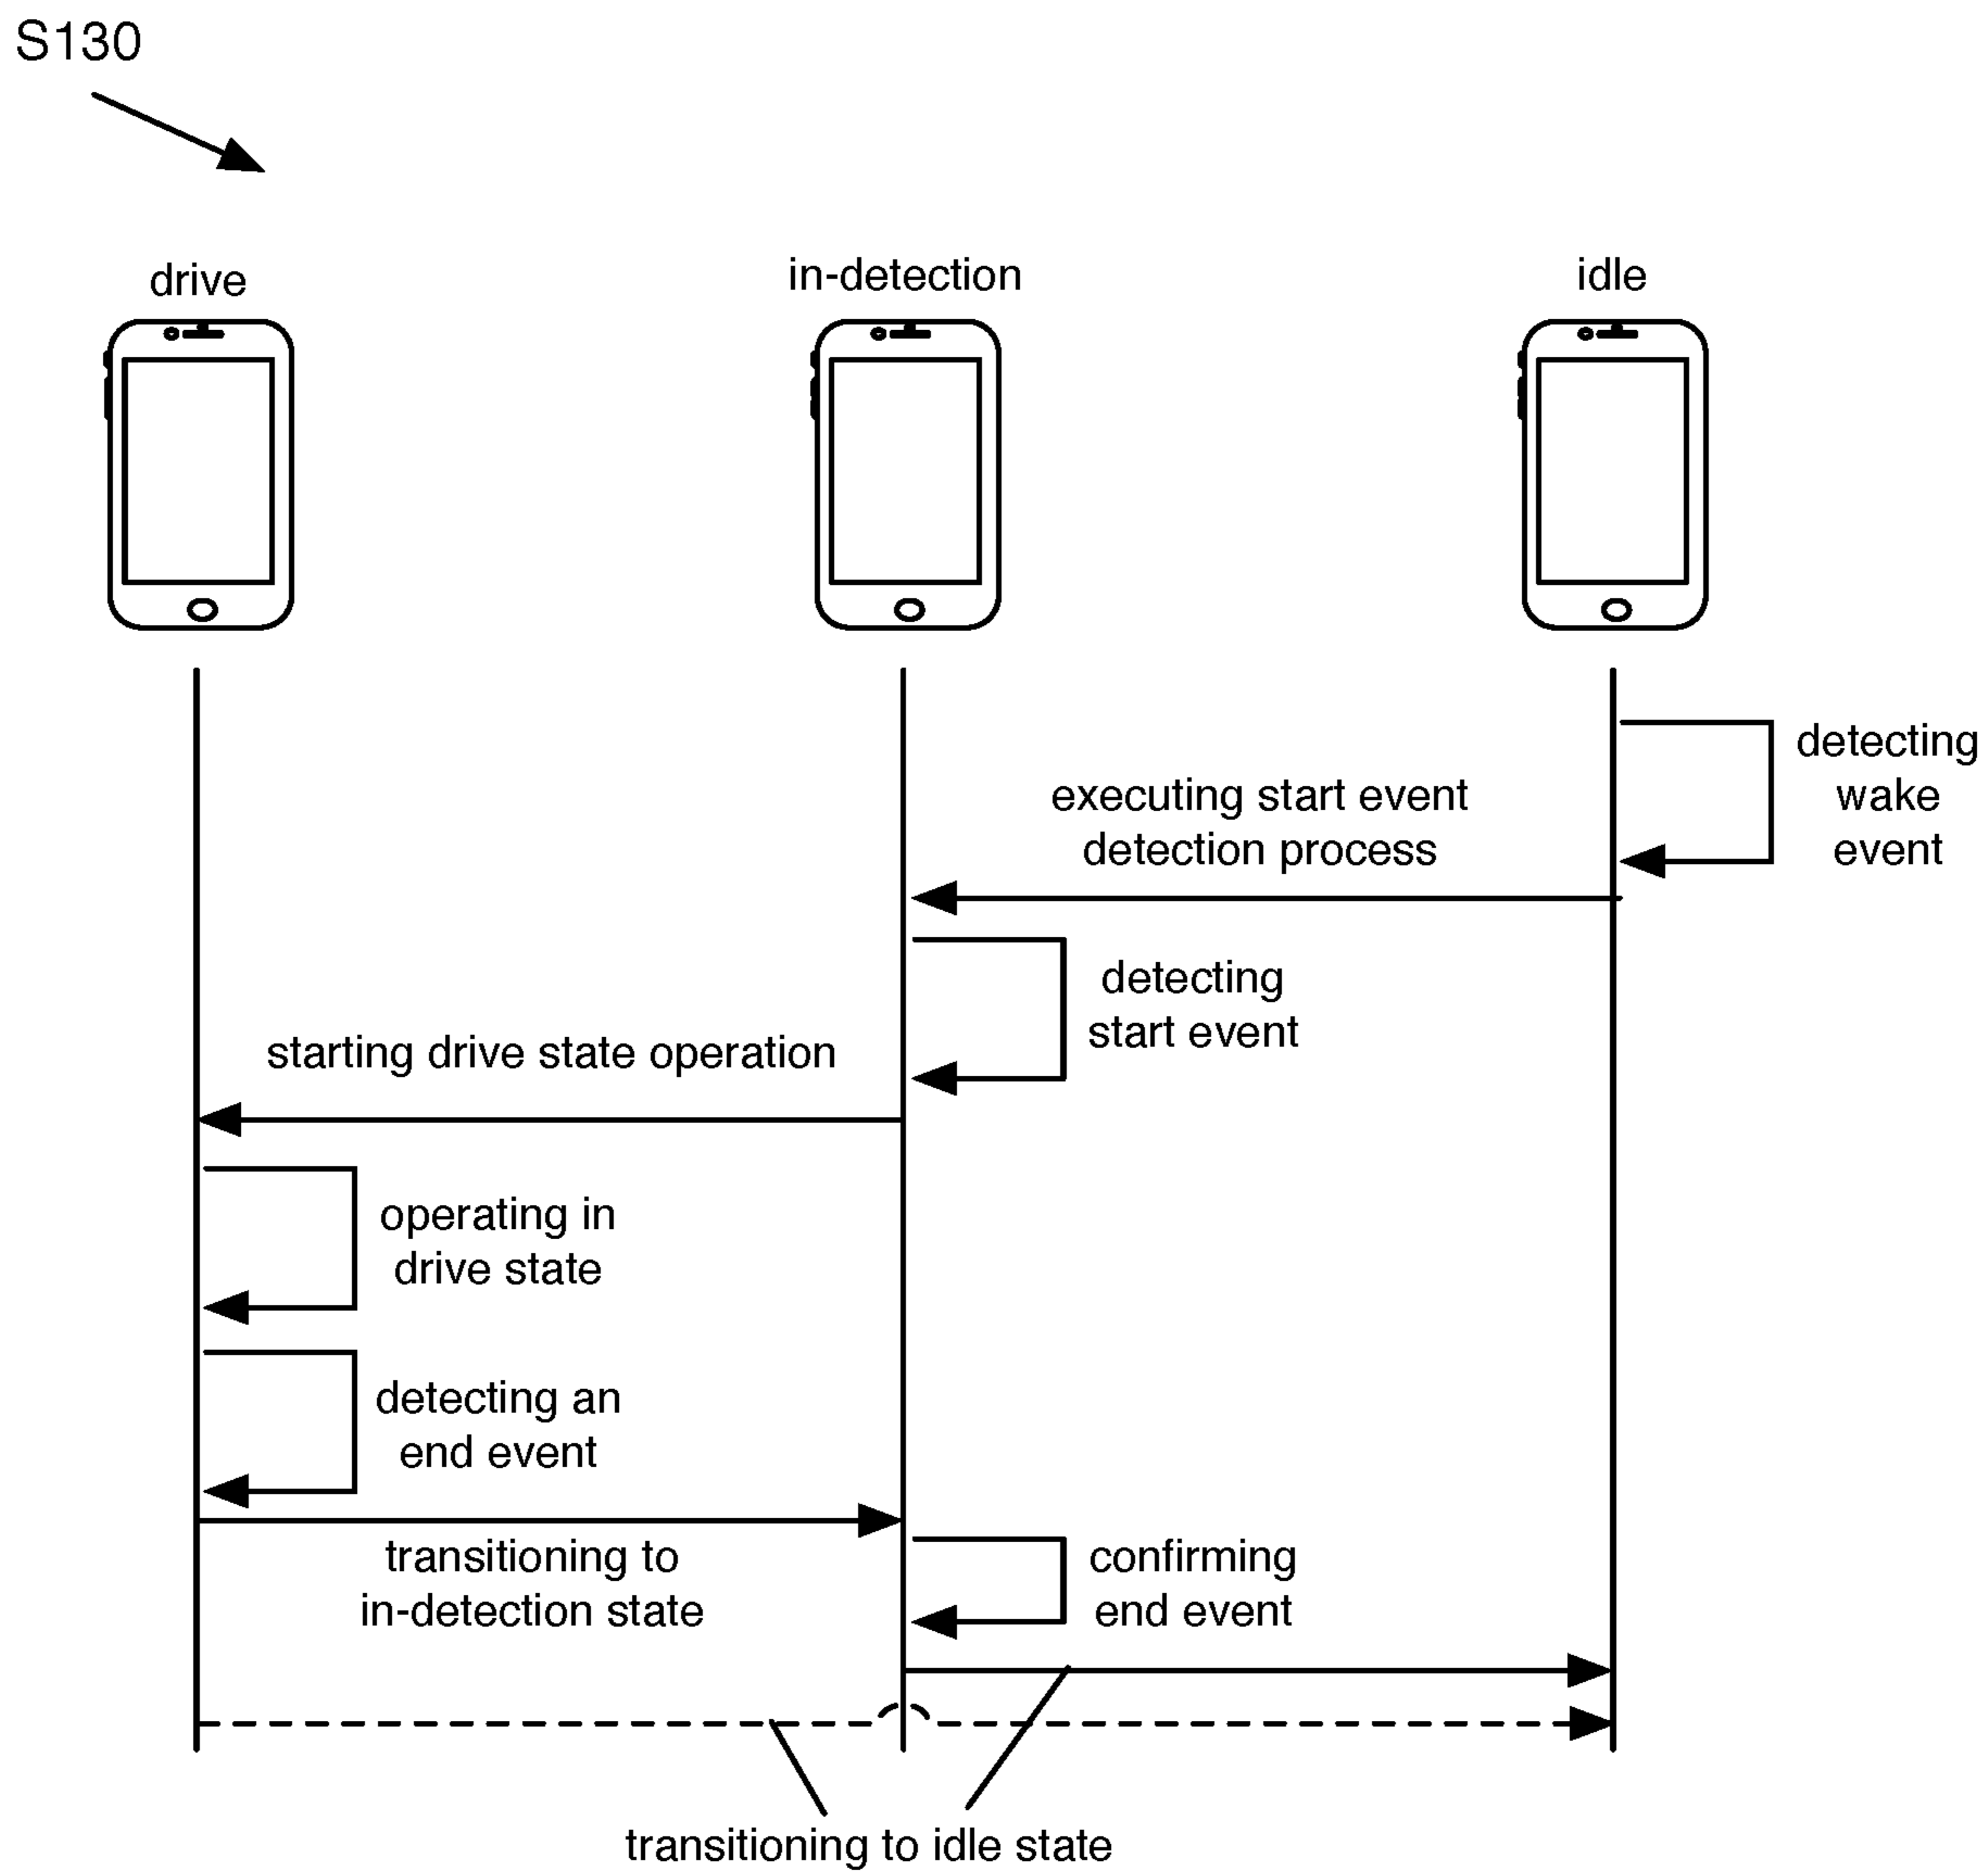 S130
drive
in-detection
idle
detecting
wake
event
executing start event
detection process
detecting
start event
starting drive state operation
operating in
drive state
detecting an
end event
transitioning to
in-detection state
confirming
end event
transitioning to idle state